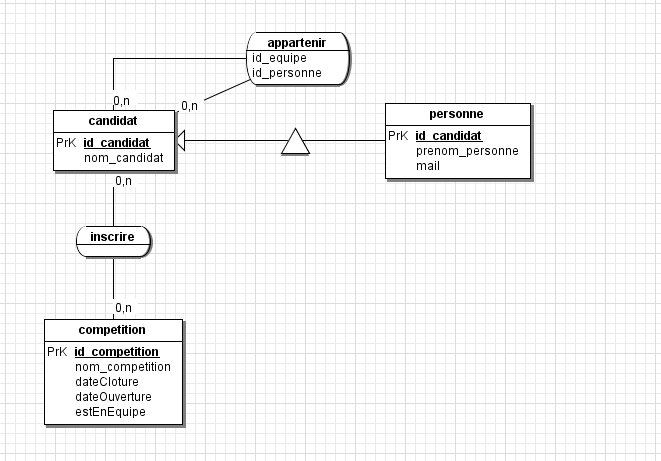 appartenir
id_equipe
id_personne
0,n
0,n
candidat
PrK id_candidat
nom_candidat
personne
PrK id_candidat
prenom_personne
mail
0,n
inscrire
0,n
competition
PrK id_competition
nom_competition
dateCloture
dateOuverture
estEnEquipe